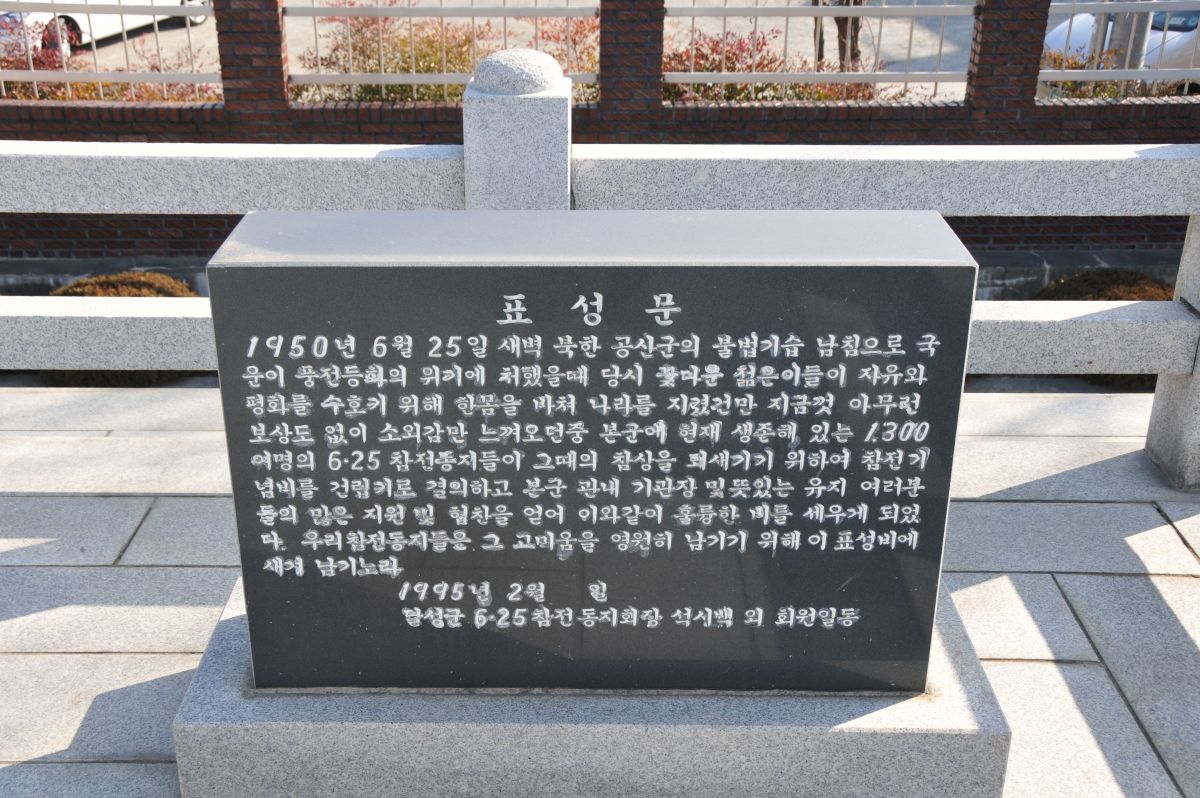 표 성 문
1950년 6월 25일 새벽 북한 공산군의 불법기습 남침으로 국
운이 풍전등화의 위기에 처했을때 당시 꽃다운 젊은이들이 자유와
평화를 수호키 위해 한몸을 바쳐 나라를 지켰건만 지금껏 아무런
보상도 없이 소외감만 느껴오던중 본군에 현재 생존해 있는 1.300
여명의 6·25 참전동지들이 그때의 참상을 되새기기 위하여 참전기
념비를 건립키로 결의하고 본군 관내 기관장 및뜻있는 유지 여러분
들의 많은 지원 및 협찬을 얻어 이와같이 훌륭한 비를 세우게 되었
다. 우리참전동지들은 그 고마움을 영원히 남기기 위해 이 표성비에
새겨 남기노라
1995년 2월 일
달성군 6·25참전동지회장 석시백 외 회원일동